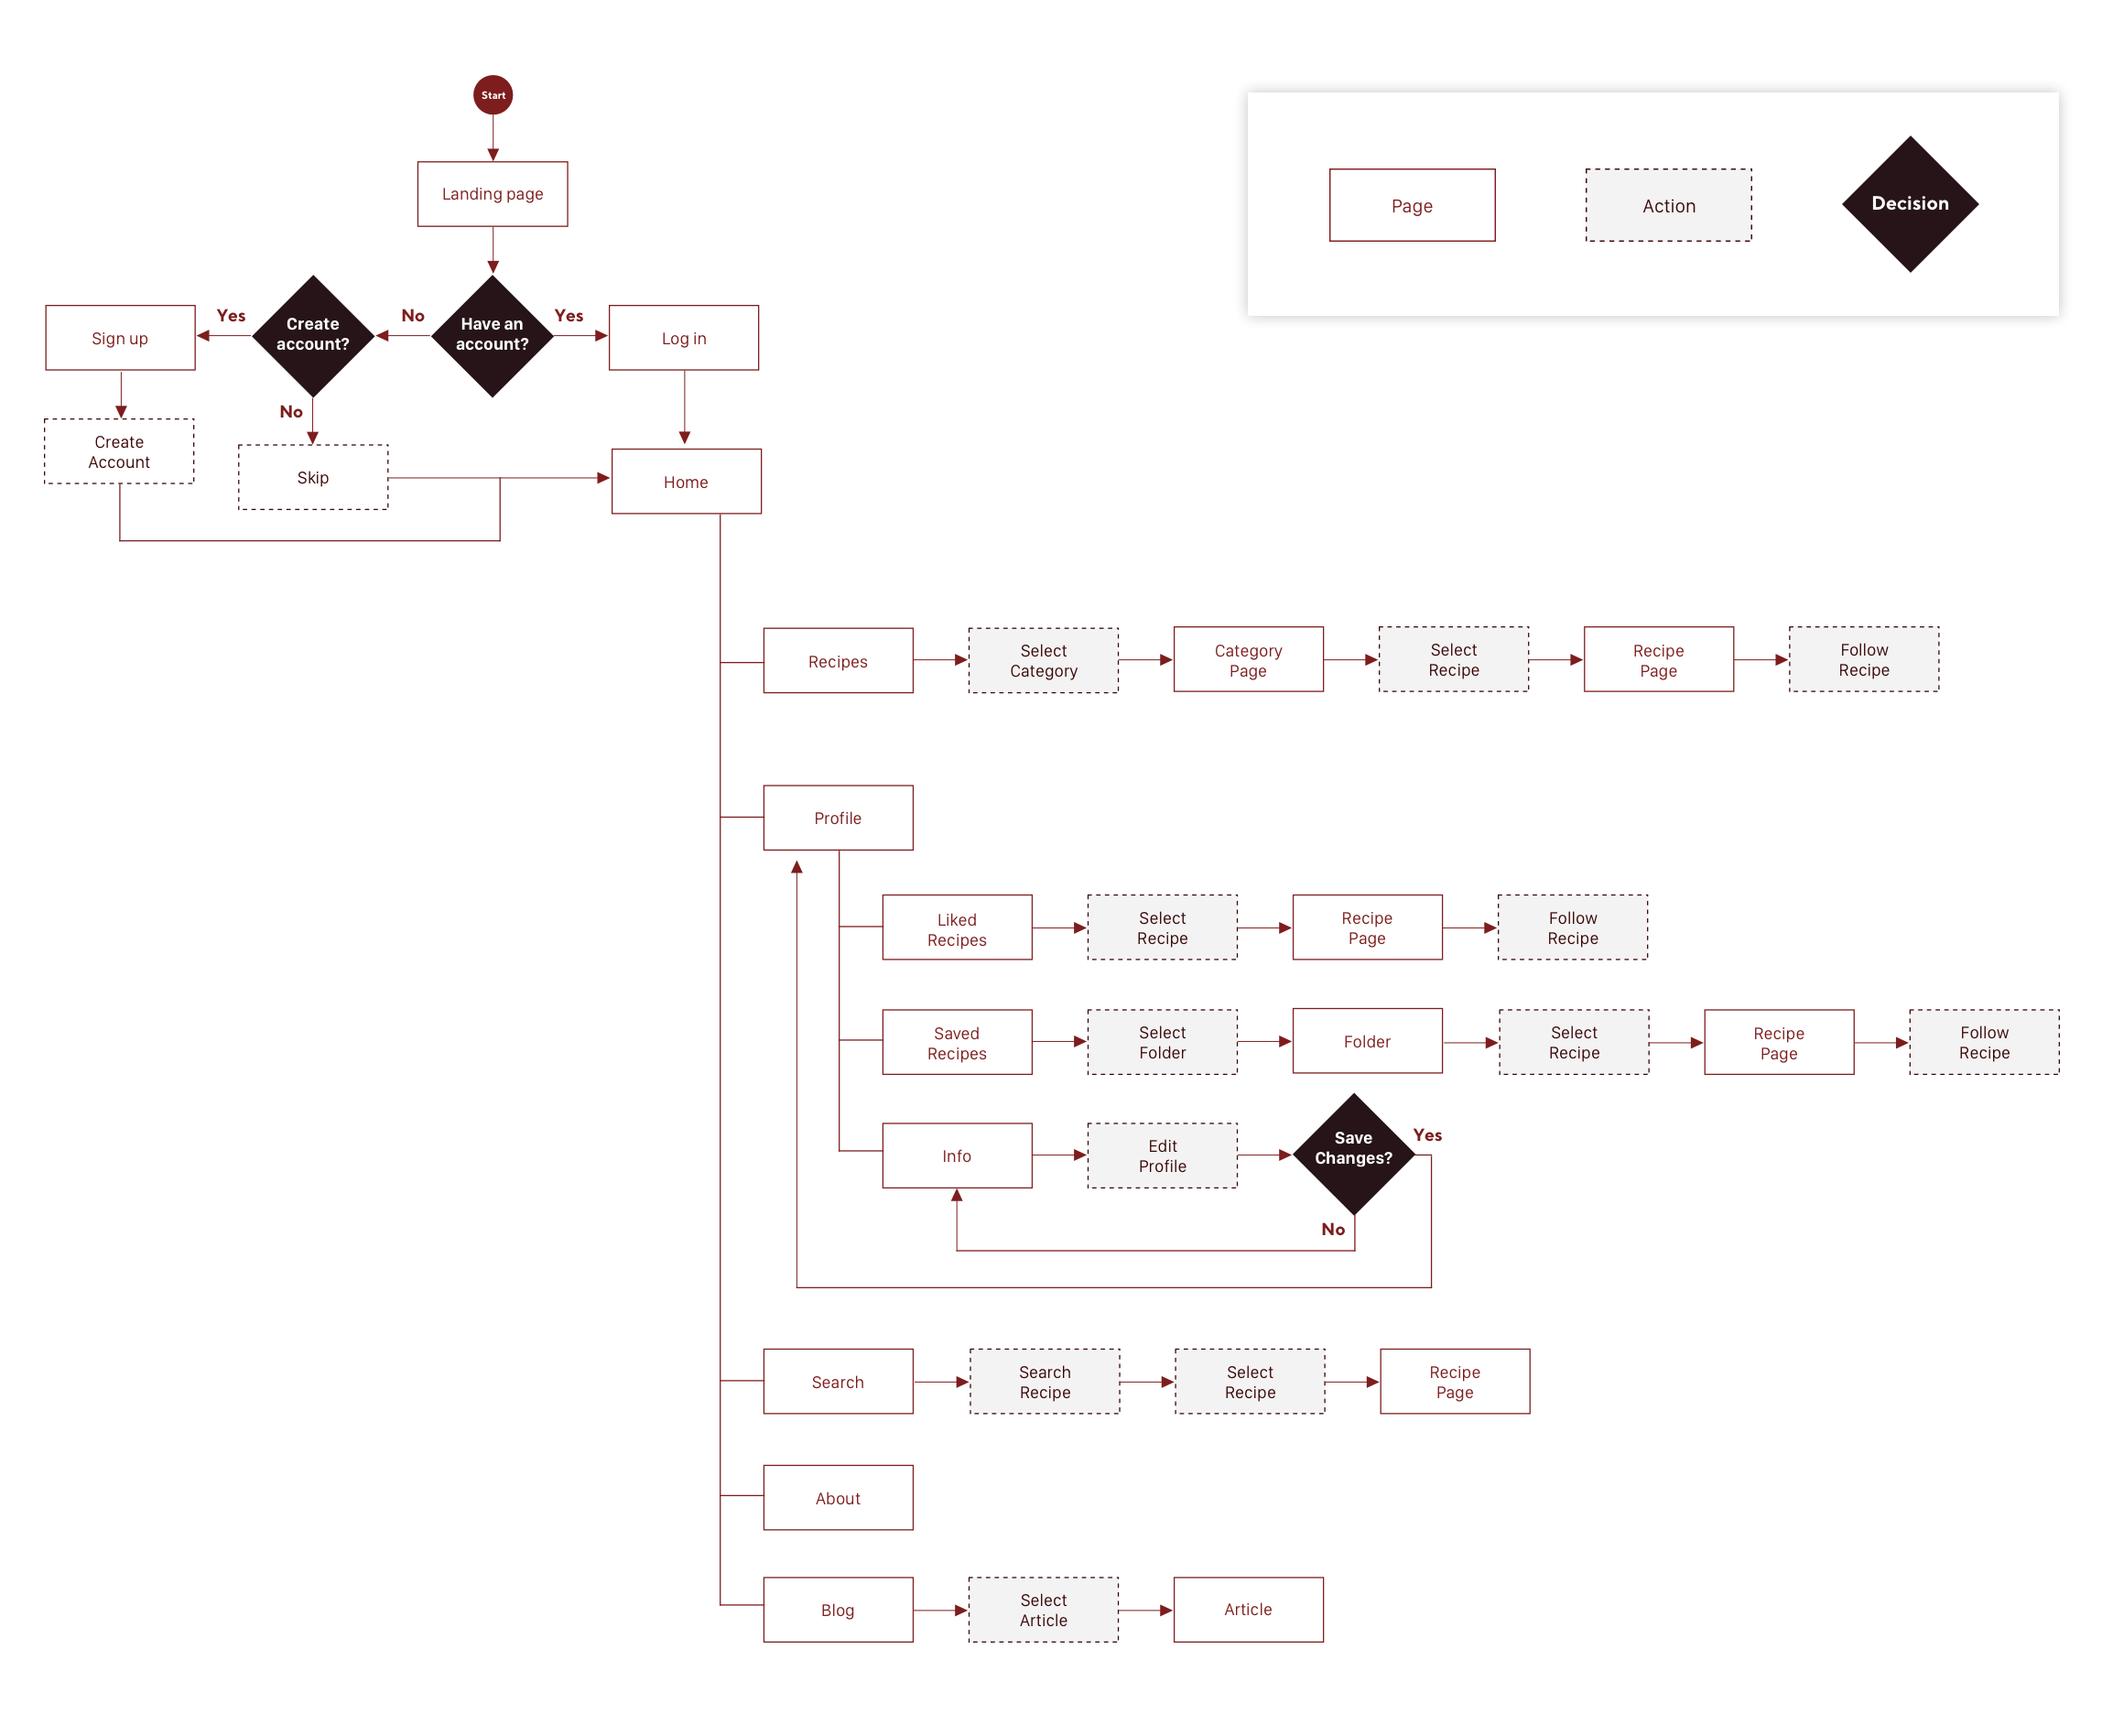 Start
Landing page
Page
Action
Decision
Sign up
Yes
Create
account?
No
Have an
account?
Yes
Log in
Create
Account
No
Skip
Home
Recipes
Select
Category
Category
Page
Select
Recipe
Recipe
Page
Follow
Recipe
Profile
Liked
Recipes
Select
Recipe
Recipe
Page
Follow
Recipe
Saved
Recipes
Select
Folder
Folder
Select
Recipe
Recipe
Page
Follow
Recipe
Info
Edit
Profile
Save
Changes?
Yes
No
Search
Search
Recipe
Select
Recipe
Recipe
Page
About
Blog
Select
Article
Article